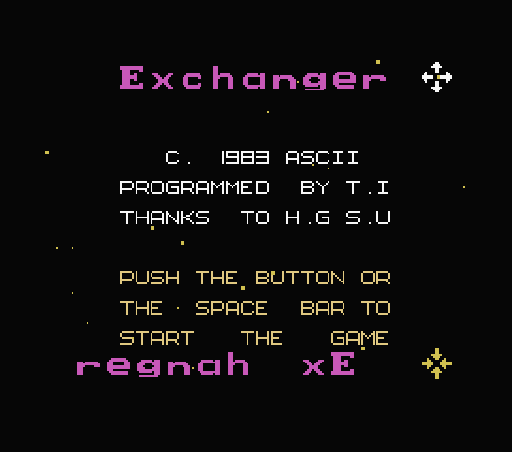 Exchanger
C. 1983 ASCII
PROGRAMMED BY T.I
THANKS TO H.G S.U
PUSH THE BUTTON OR
THE SPACE BAR TO
START THE GAME
regnah xE